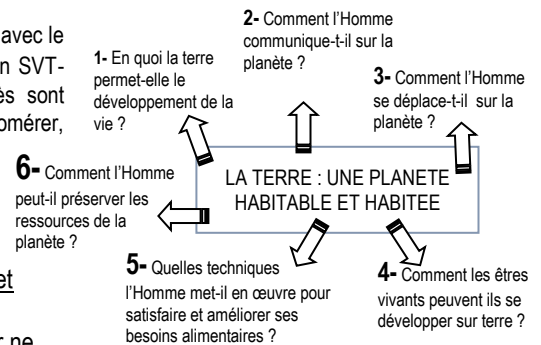 avec le
n SVT-
ès sont
omérer,
et
r ne
1- En quoi la terre
permet-elle le
développement de la
vie ?
2- Comment l'Homme
communique-t-il sur la
planète ?
3- Comment l'Homme
se déplace-t-il sur la
planète ?
LA TERRE : UNE PLANETE
HABITABLE ET HABITEE
6- Comment l'Homme
peut-il préserver les
ressources de la
planète ?
5- Quelles techniques
l'Homme met-il en œuvre pour
satisfaire et améliorer ses
besoins alimentaires ?
4- Comment les êtres
vivants peuvent ils se
développer sur terre ?